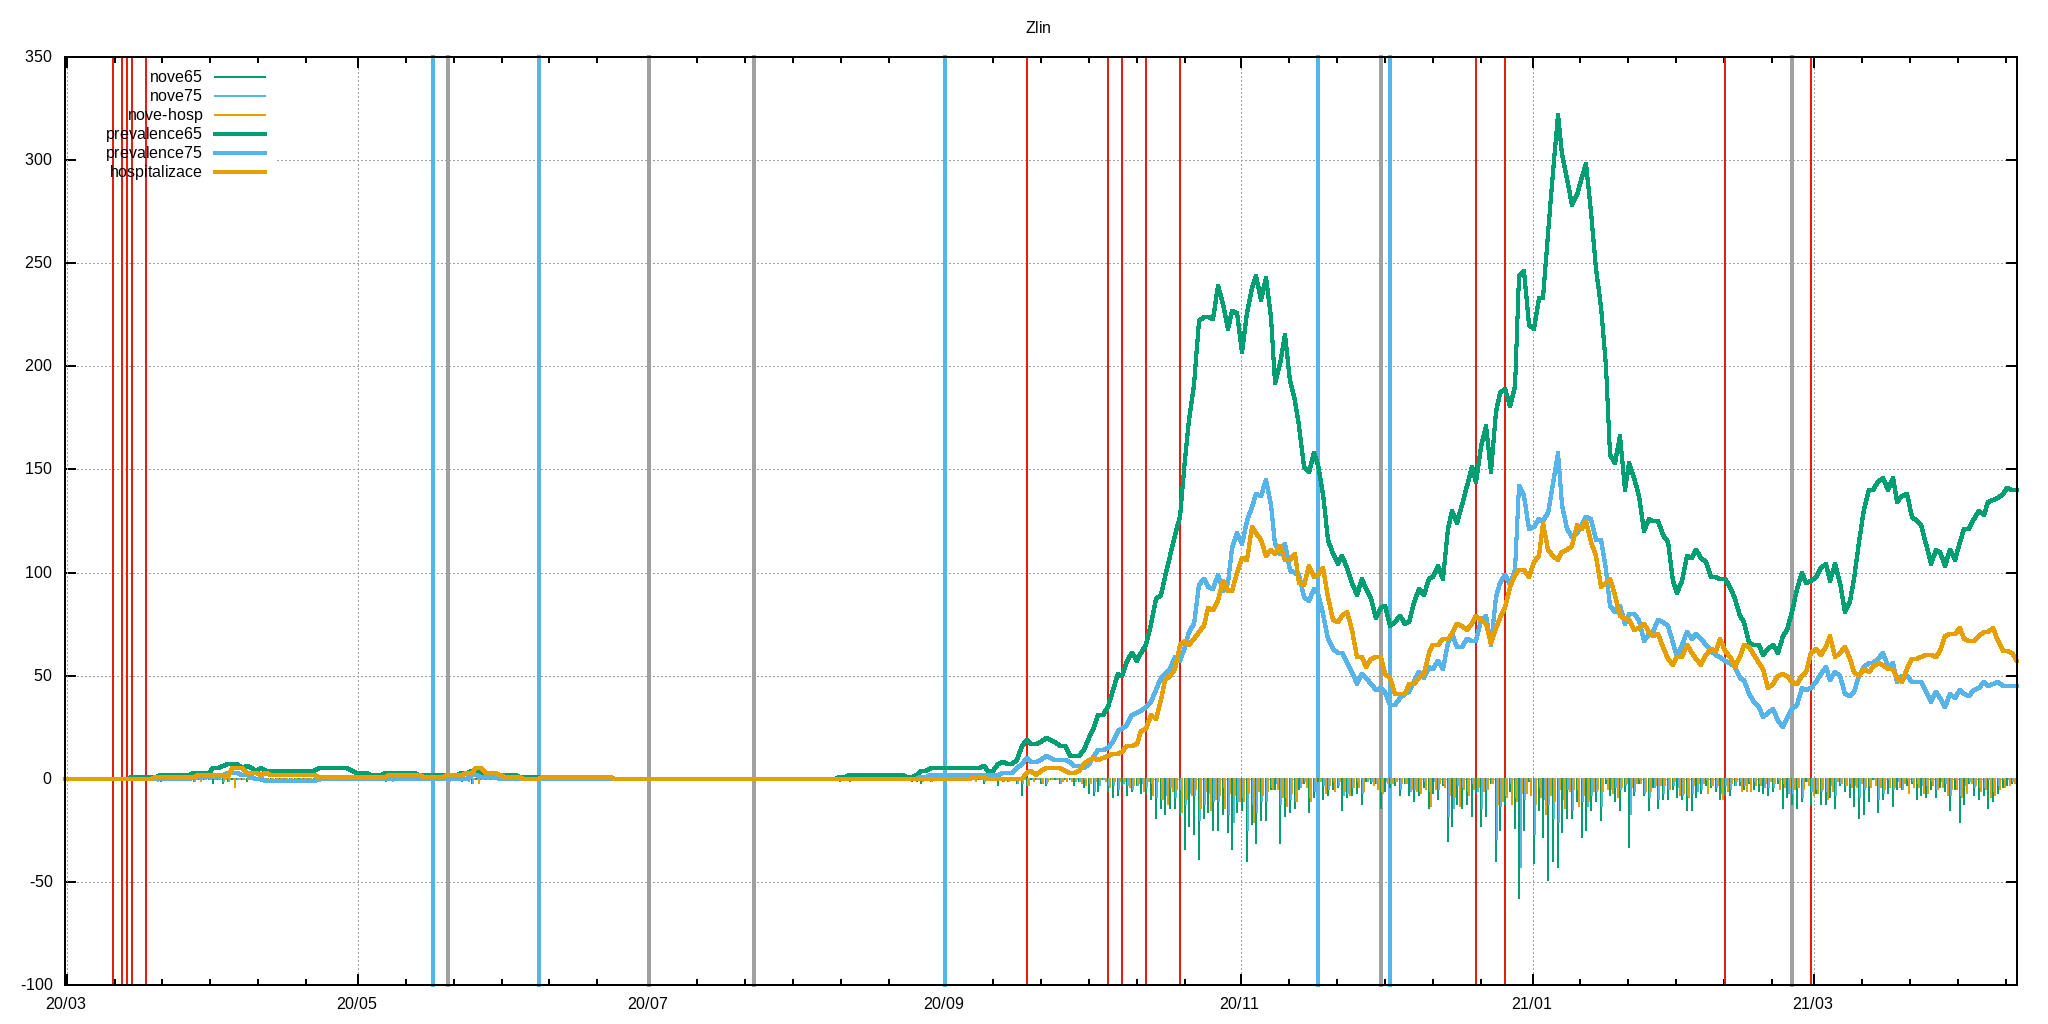 Zlin
350
300
250
200
150
100
50
0
-50
-100
nove65
nove75
nove-hosp
prevalence65
prevalence75
hospitalizace
20/03 20/05 20/07 20/09 20/11 21/01 21/03